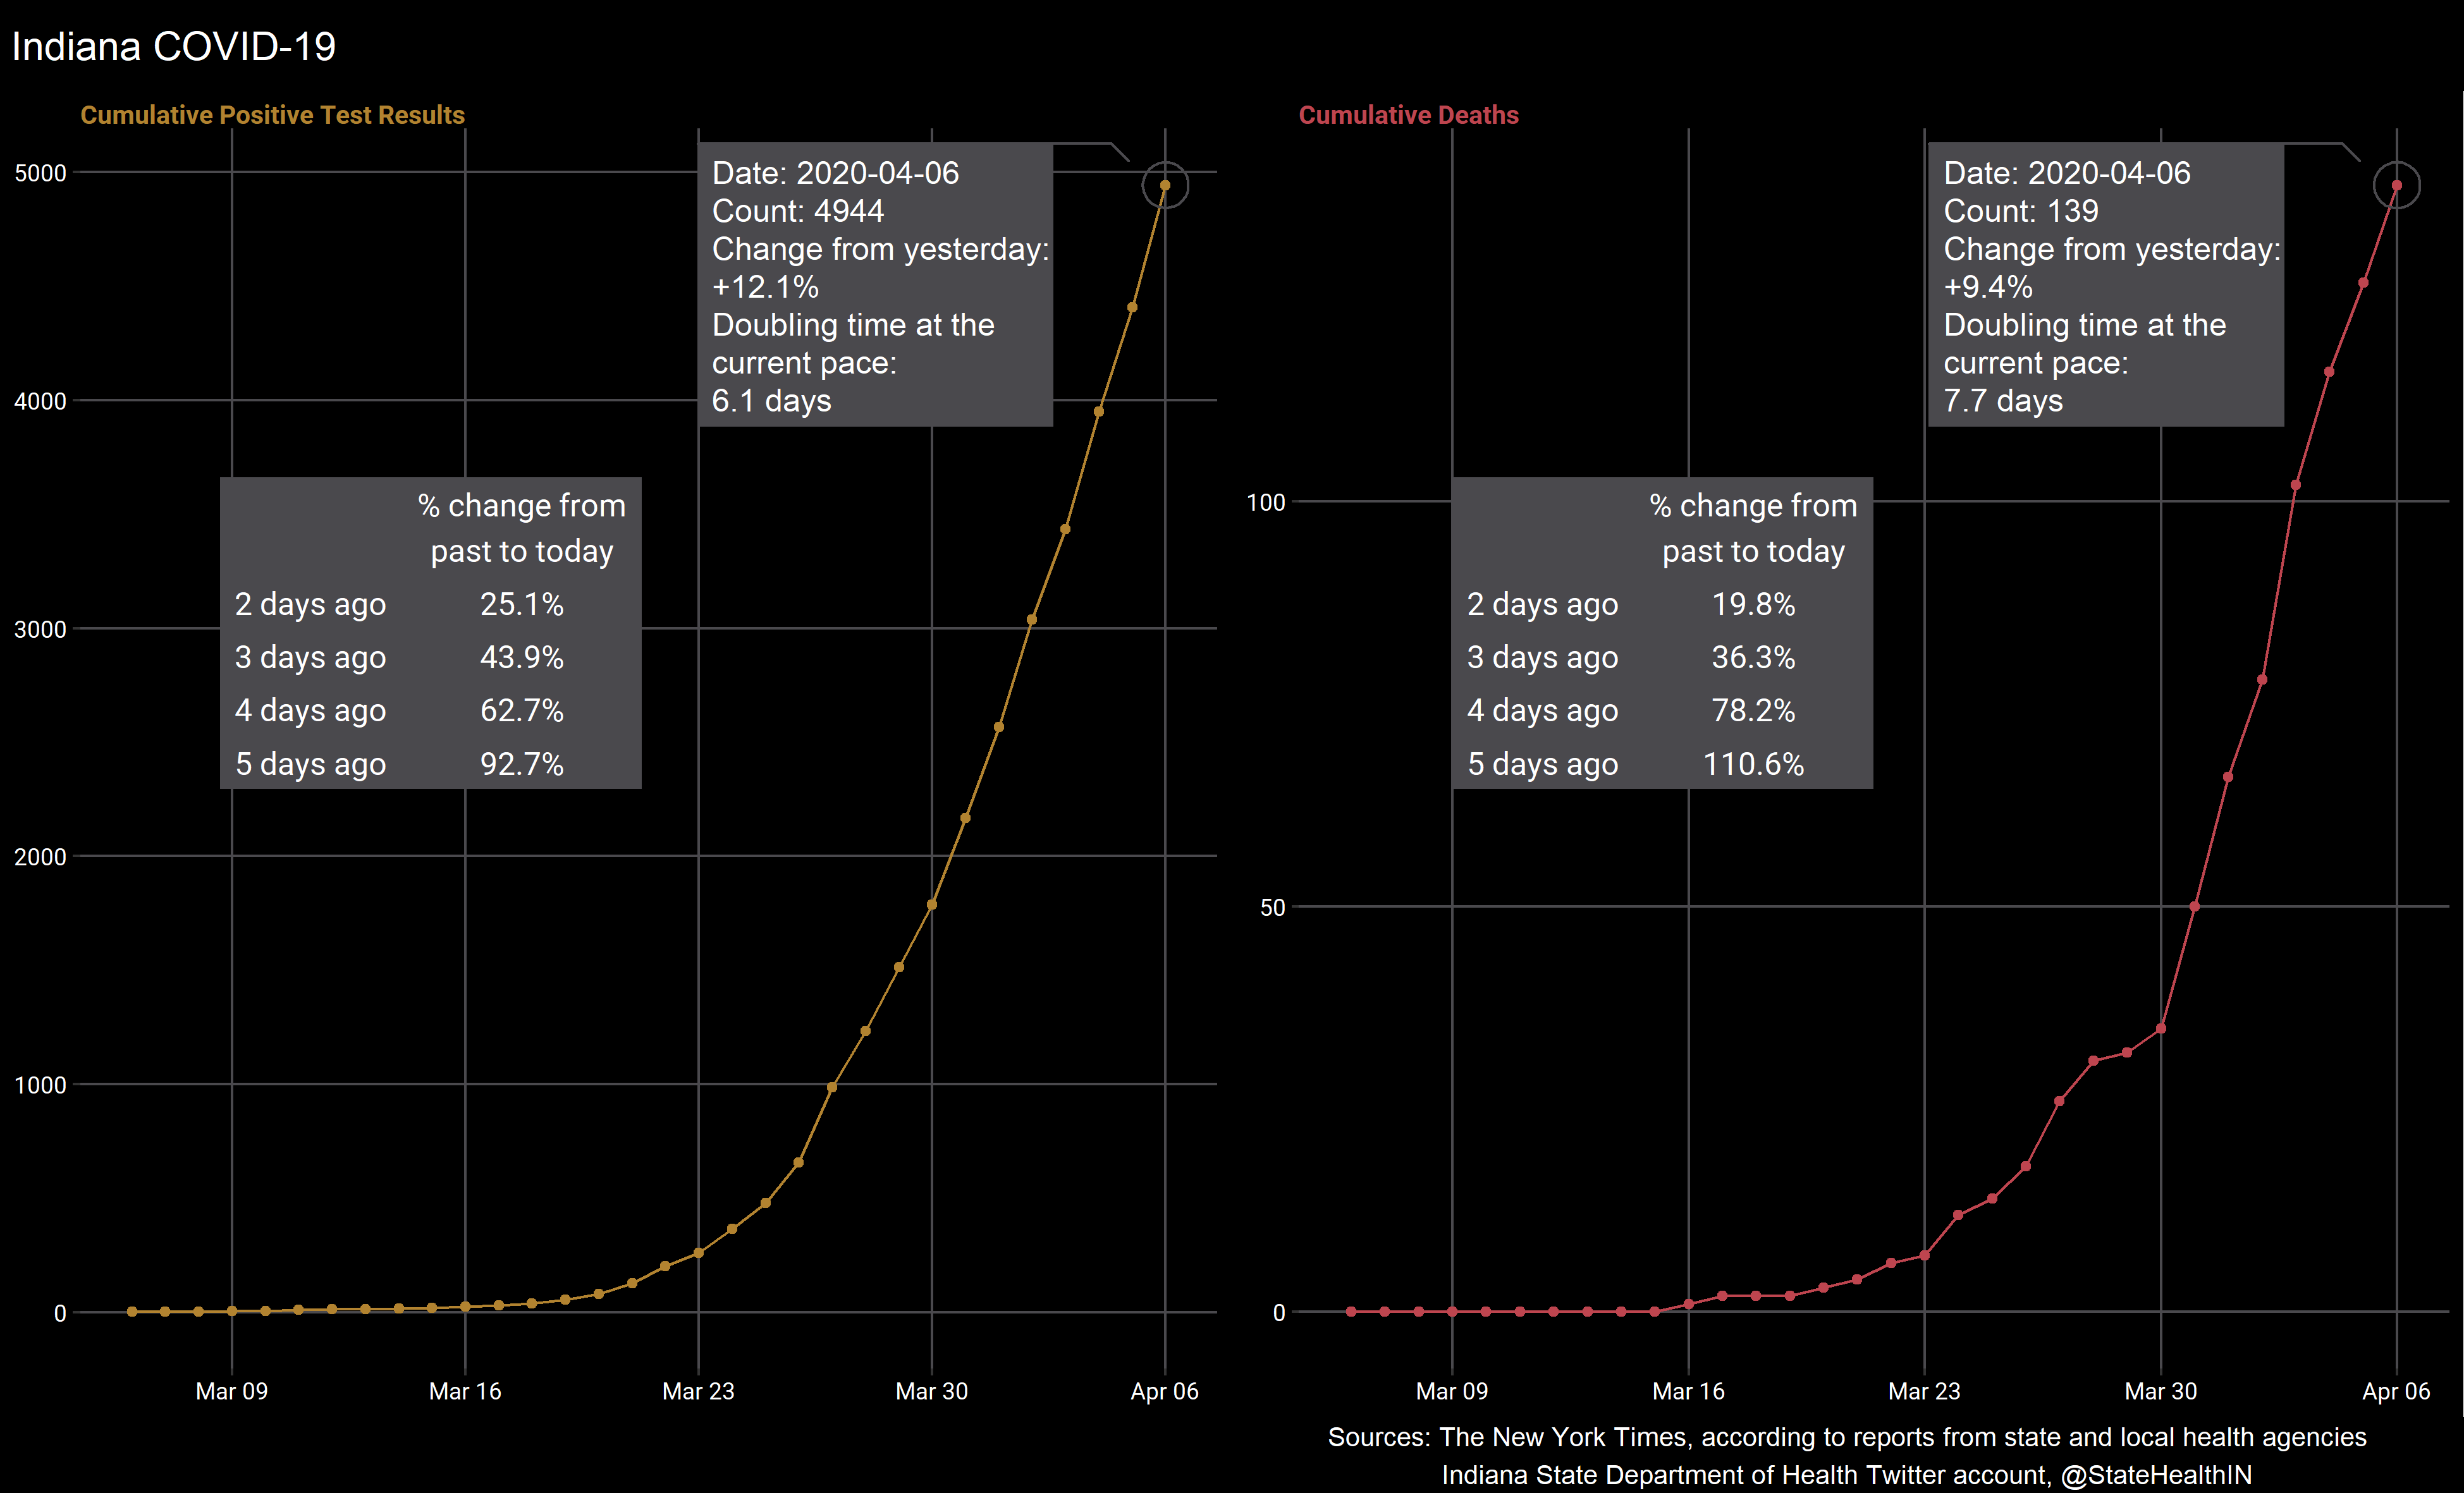 Indiana COVID-19
Cumulative Positive Test Results
5000
4000
3000
2000
1000
0
Date: 2020-04-06
Count: 4944
Change from yesterday:
+12.1%
Doubling time at the
current pace:
6.1 days
% change from
past to today
2 days ago 25.1%
3 days ago 43.9%
4 days ago 62.7%
5 days ago 92.7%
Mar 09 Mar 16 Mar 23 Mar 30 Apr 06
Cumulative Deaths
100
50
0
Date: 2020-04-06
Count: 139
Change from yesterday:
+9.4%
Doubling time at the
current pace:
7.7 days
% change from
past to today
2 days ago 19.8%
3 days ago 36.3%
4 days ago 78.2%
5 days ago 110.6%
Mar 09 Mar 16 Mar 23 Mar 30 Apr 06
Sources: The New York Times, according to reports from state and local health agencies
Indiana State Department of Health Twitter account, @StateHealthIN